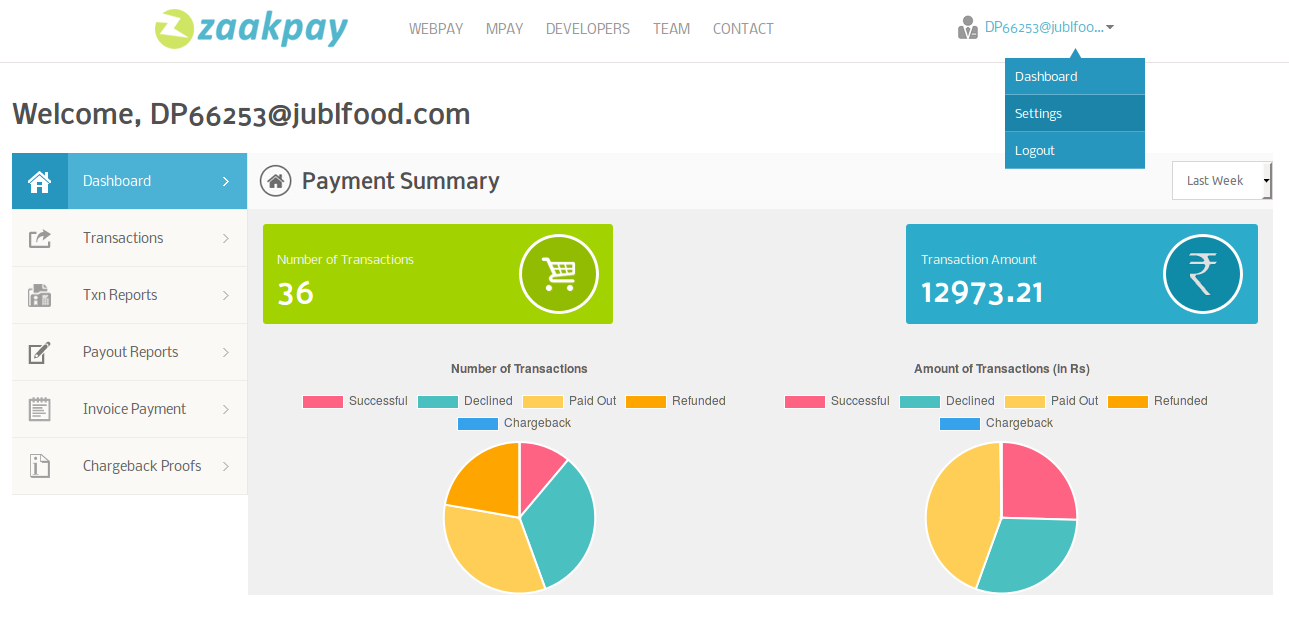 zaakpay
WEBPAY MPAY DEVELOPERS TEAM CONTACT
DP66253@jublfoo...
Dashboard
Settings
Logout
Welcome, DP66253@jublfood.com
Dashboard
Transactions
Txn Reports
Payout Reports
Invoice Payment
Chargeback Proofs
Payment Summary
Last Week
Number of Transactions
36
Transaction Amount
12973.21
Number of Transactions
Successful Declined Paid Out Refunded
Chargeback
Amount of Transactions (in Rs)
Successful Declined Paid Out Refunded
Chargeback